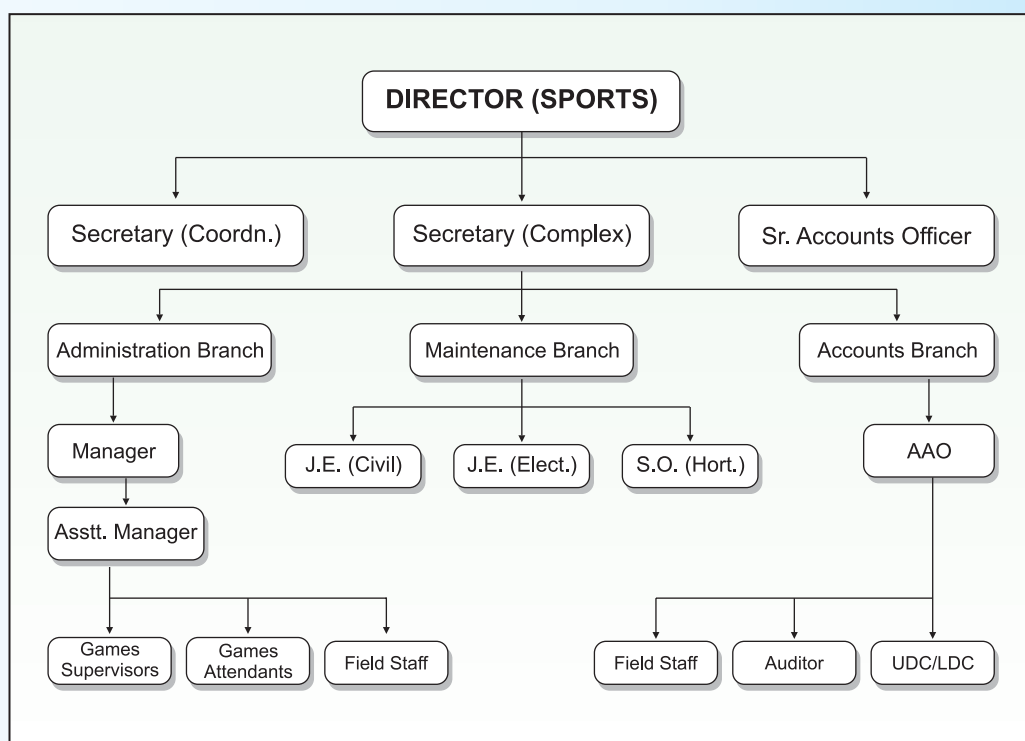 DIRECTOR (SPORTS)
Secretary (Coordn.)
Secretary (Complex)
Sr. Accounts Officer
Administration Branch
Maintenance Branch
Accounts Branch
Manager
J.E. (Civil)
J.E. (Elect.)
S.O. (Hort.)
AAO
Asstt. Manager
Games
Supervisors
Games
Attendants
Field Staff
Field Staff
Auditor
UDC/LDC